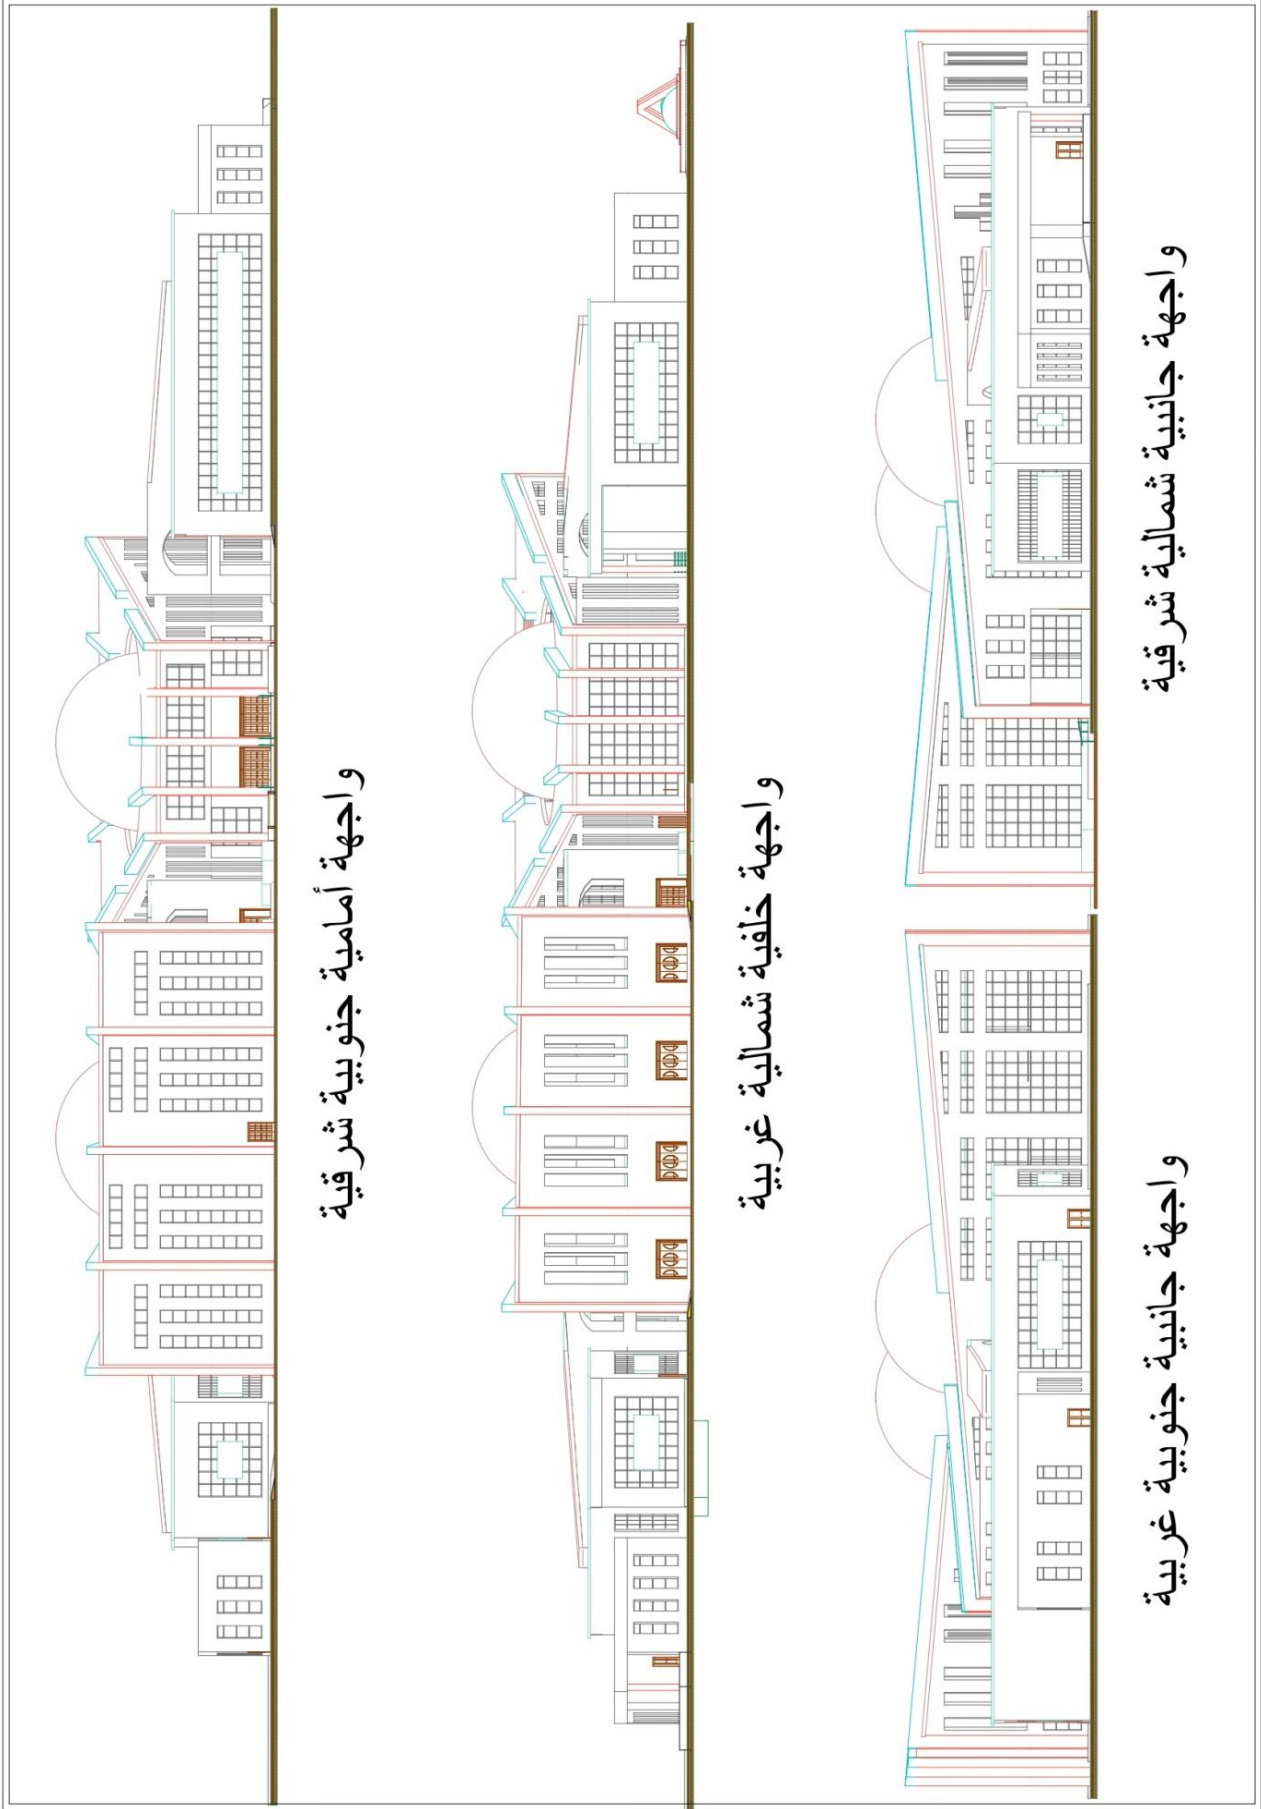 واجهة أمامية جنوبية شرقية
واجهة خلفية شمالية غربية
واجهة جانبية شمالية شرقية
واجهة جانبية جنوبية غربية